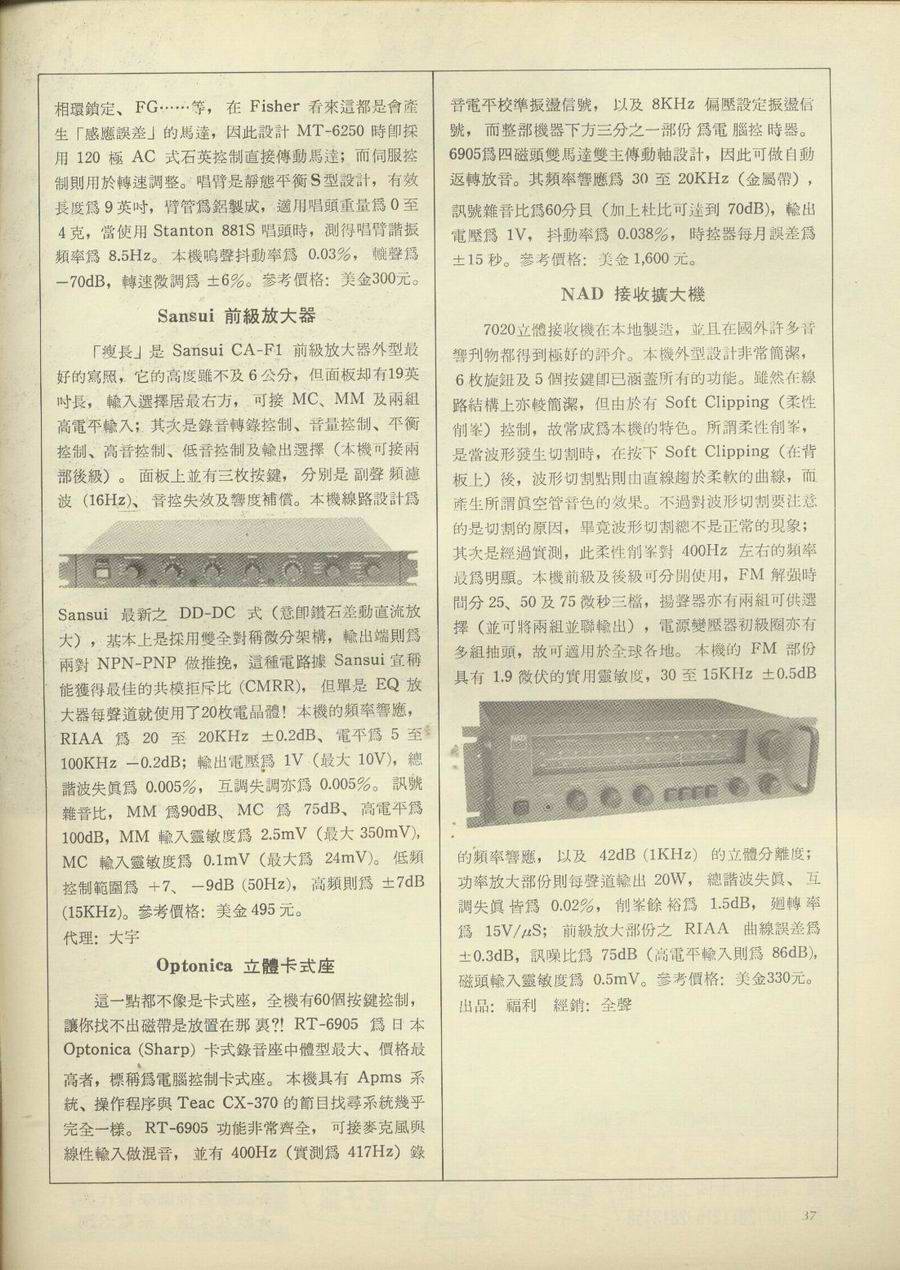 相環鎖定、FG……等，在 Fisher 看來這都是會產
生「感應誤差」的馬達，因此設計 MT-6250 時即採
用 120 極 AC 式石英控制直接傳動馬達；而伺服控
制則用於轉速調整。唱臂是靜態平衡S型設計，有效
長度爲 9 英吋，臂管爲鋁製成，適用唱頭重量爲 0 至
4 克，當使用 Stanton 881S 唱頭時，測得唱臂諧振
頻率爲 8.5Hz。本機嗚聲抖動率爲 0.03%，轆聲爲
−70dB，轉速微調爲 ±6%。參考價格：美金300元。
Sansui 前級放大器
「瘦長」是 Sansui CA-F1 前級放大器外型最
好的寫照，它的高度雖不及 6 公分，但面板却有19英
吋長，輸入選擇居最右方，可接 MC、MM 及兩組
高電平輸入；其次是錄音轉錄控制、音量控制、平衡
控制、高音控制、低音控制及輸出選擇（本機可接兩
部後級）。面板上並有三枚按鍵，分別是副聲頻濾
波（16Hz）、音控失效及響度補償。本機線路設計爲
Sansui 最新之 DD-DC 式（意即鑽石差動直流放
大），基本上是採用雙全對稱微分架構，輸出端則爲
兩對 NPN-PNP 做推挽，這種電路據 Sansui 宣稱
能獲得最佳的共模拒斥比 (CMRR)，但單是 EQ 放
大器每聲道就使用了20枚電晶體！本機的頻率響應，
RIAA 爲 20 至 20KHz ±0.2dB、電平爲 5 至
100KHz −0.2dB；輸出電壓爲 1V（最大 10V），總
諧波失眞爲 0.005%，互調失調亦爲 0.005%。訊號
雜音比，MM 爲90dB、MC 爲 75dB、高電平爲
100dB，MM 輸入靈敏度爲 2.5mV（最大 350mV），
MC 輸入靈敏度爲 0.1mV（最大爲 24mV）。低頻
控制範圍爲 +7、−9dB (50Hz)，高頻則爲 ±7dB
(15KHz)。參考價格：美金 495 元。
代理：大宇
Optonica 立體卡式座
這一點都不像是卡式座，全機有60個按鍵控制，
讓你找不出磁帶是放置在那裏?! RT-6905 爲日本
Optonica (Sharp) 卡式錄音座中體型最大、價格最
高者，標稱爲電腦控制卡式座。本機具有 Apms 系
統、操作程序與 Teac CX-370 的節目找尋系統幾乎
完全一樣。RT-6905 功能非常齊全，可接麥克風與
線性輸入做混音，並有 400Hz（實測爲 417Hz）錄
音電平校準振盪信號，以及 8KHz 偏壓設定振盪信
號，而整部機器下方三分之一部份爲電腦控時器。
6905爲四磁頭雙馬達雙主傳動軸設計，因此可做自動
返轉放音。其頻率響應爲 30 至 20KHz（金屬帶），
訊號雜音比爲60分貝（加上杜比可達到 70dB)，輸出
電壓爲 1V，抖動率爲 0.038%，時控器每月誤差爲
±15 秒。參考價格：美金 1,600 元。
NAD 接收擴大機
7020立體接收機在本地製造，並且在國外許多音
響刋物都得到極好的評介。本機外型設計非常簡潔，
6 枚旋鈕及 5 個按鍵即已涵蓋所有的功能。雖然在線
路結構上亦較簡潔，但由於有 Soft Clipping（柔性
削峯）控制，故常成爲本機的特色。所謂柔性削峯，
是當波形發生切割時，在按下 Soft Clipping（在背
板上）後，波形切割點則由直線趨於柔軟的曲線，而
產生所謂眞空管音色的效果。不過對波形切割要注意
的是切割的原因，畢竟波形切割總不是正常的現象；
其次是經過實測，此柔性削峯對 400Hz 左右的頻率
最爲明顯。本機前級及後級可分開使用，FM 解強時
間分 25、50 及 75 微秒三檔，揚聲器亦有兩組可供選
擇（並可將兩組並聯輸出），電源變壓器初級圈亦有
多組抽頭，故可適用於全球各地。本機的 FM 部份
具有 1.9 微伏的實用靈敏度，30 至 15KHz ±0.5dB
NAD
的頻率響應，以及 42dB (1KHz) 的立體分離度；
功率放大部份則每聲道輸出 20W，總諧波失眞、互
調失眞皆爲 0.02%，削峯餘裕爲 1.5dB，廻轉率
爲 15V/μS；前級放大部份之 RIAA 曲線誤差爲
±0.3dB，訊噪比爲 75dB（高電平輸入則爲 86dB)，
磁頭輸入靈敏度爲 0.5mV。參考價格：美金330元。
出品：福利 經銷：全聲
37